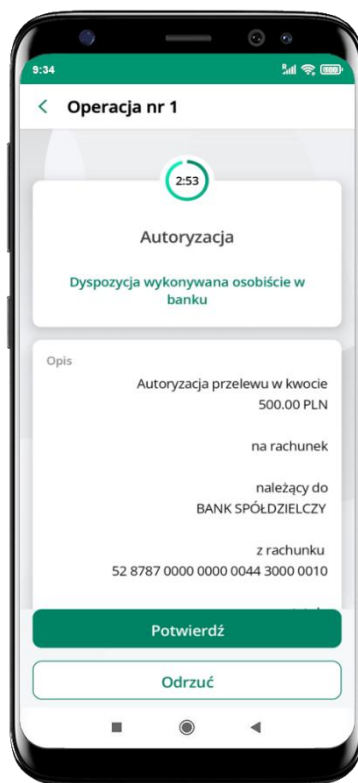 9:34
Operacja nr 1
2:53
Autoryzacja
Dyspozycja wykonywana osobiście w
banku
Opis
Autoryzacja przelewu w kwocie
500.00 PLN
na rachunek
należący do
BANK SPÓŁDZIELCZY
z rachunku
52 8787 0000 0000 0044 3000 0010
Potwierdź
Odrzuć